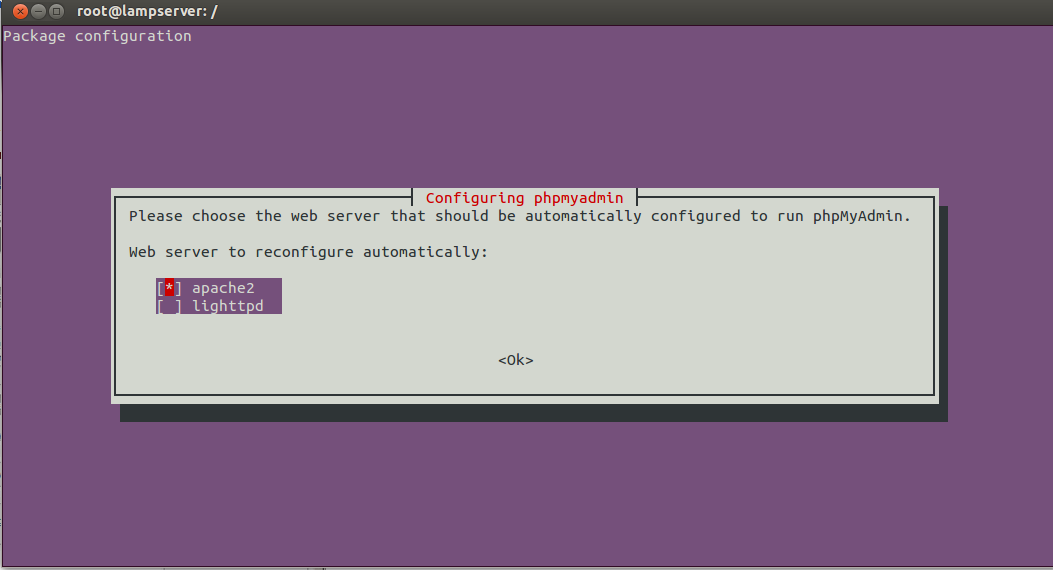 root@lampserver: /
Package configuration
Configuring phpmyadmin
Please choose the web server that should be automatically configured to run phpMyAdmin.
Web server to reconfigure automatically:
[*] apache2
[ ] lighttpd
<Ok>